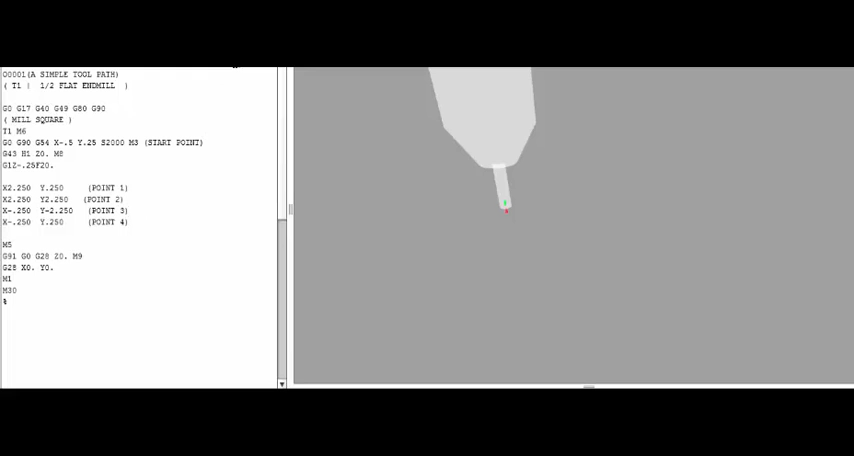 O0001(A SIMPLE TOOL PATH)
( T1 |  1/2 FLAT ENDMILL  )
G0 G17 G40 G49 G80 G90
( MILL SQUARE )
T1 M6
G0 G90 G54 X-.5 Y.25 S2000 M3 (START POINT)
G43 H1 Z0. M8
G1Z-.25F20.
X2.250  Y.250     (POINT 1)
X2.250  Y2.250   (POINT 2)
X-.250  Y-2.250   (POINT 3)
X-.250  Y.250     (POINT 4)
M5
G91 G0 G28 Z0. M9
G28 X0. Y0.
M1
M30
%